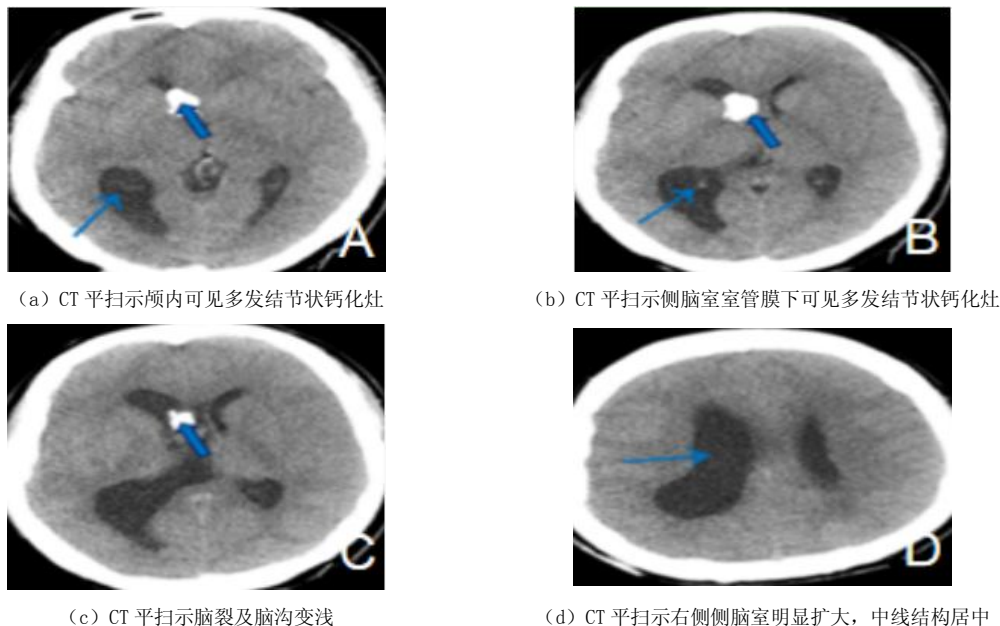 A
B
（a）CT 平扫示颅内可见多发结节状钙化灶
（b）CT 平扫示侧脑室室管膜下可见多发结节状钙化灶
C
D
（c）CT 平扫示脑裂及脑沟变浅
（d）CT 平扫示右侧侧脑室明显扩大，中线结构居中